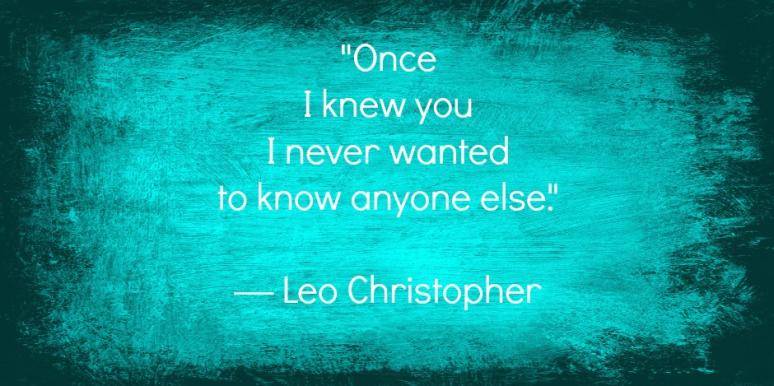 "Once
I knew you
I never wanted
to know anyone else."
— Leo Christopher